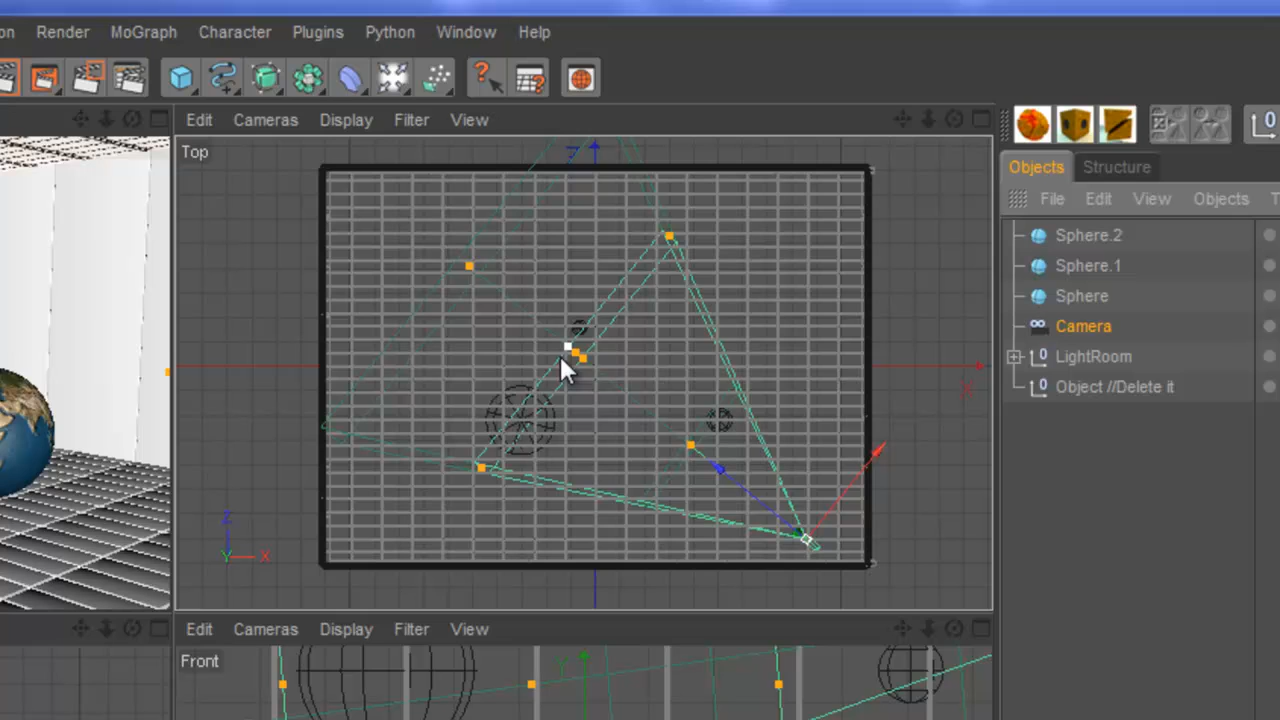 on Render MoGraph Character Plugins Python Window Help
Edit Cameras Display Filter View
Top
Z
X
Z
Y X
Edit Cameras Display Filter View
Front
Y
0
Objects Structure
File Edit View Objects T
Sphere.2
Sphere.1
Sphere
Camera
LightRoom
Object //Delete it